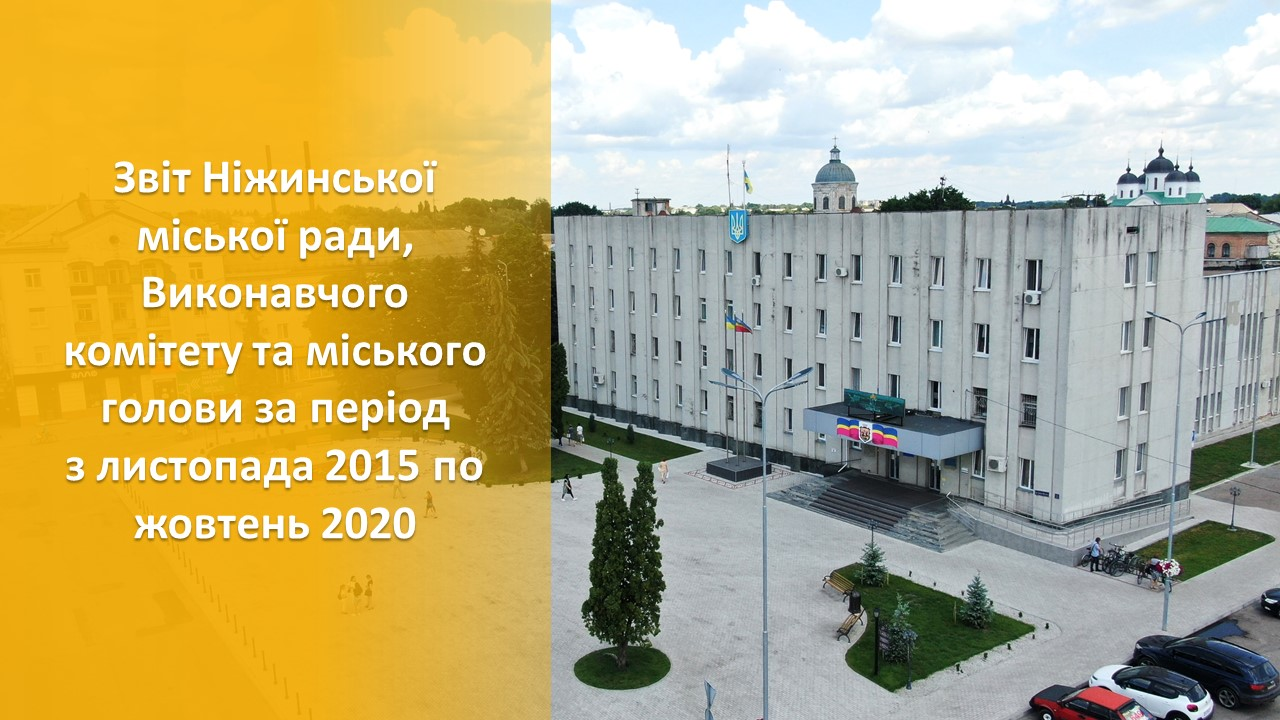 Звіт Ніжинської
міської ради,
Виконавчого
комітету та міського
голови за період
з листопада 2015 по
жовтень 2020